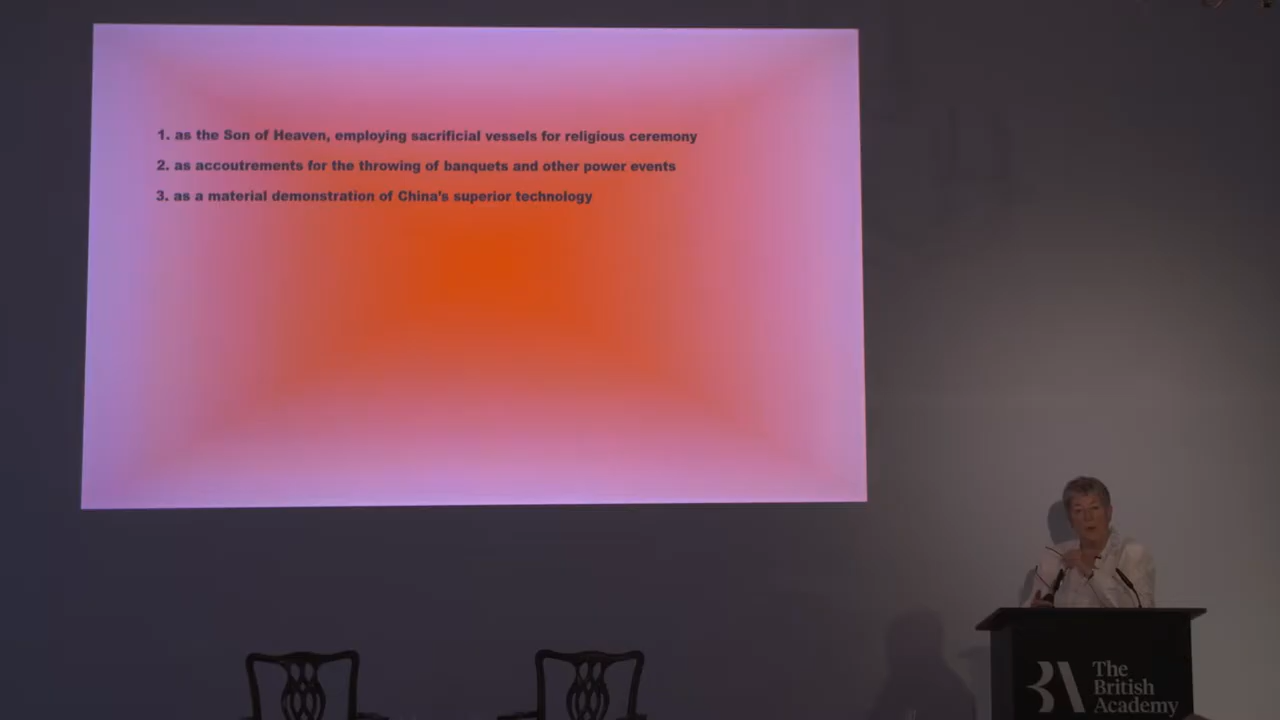 1. as the Son of Heaven, employing sacrificial vessels for religious ceremony
2. as accoutrements for the throwing of banquets and other power events
3. as a material demonstration of China's superior technology
The
British
Academy